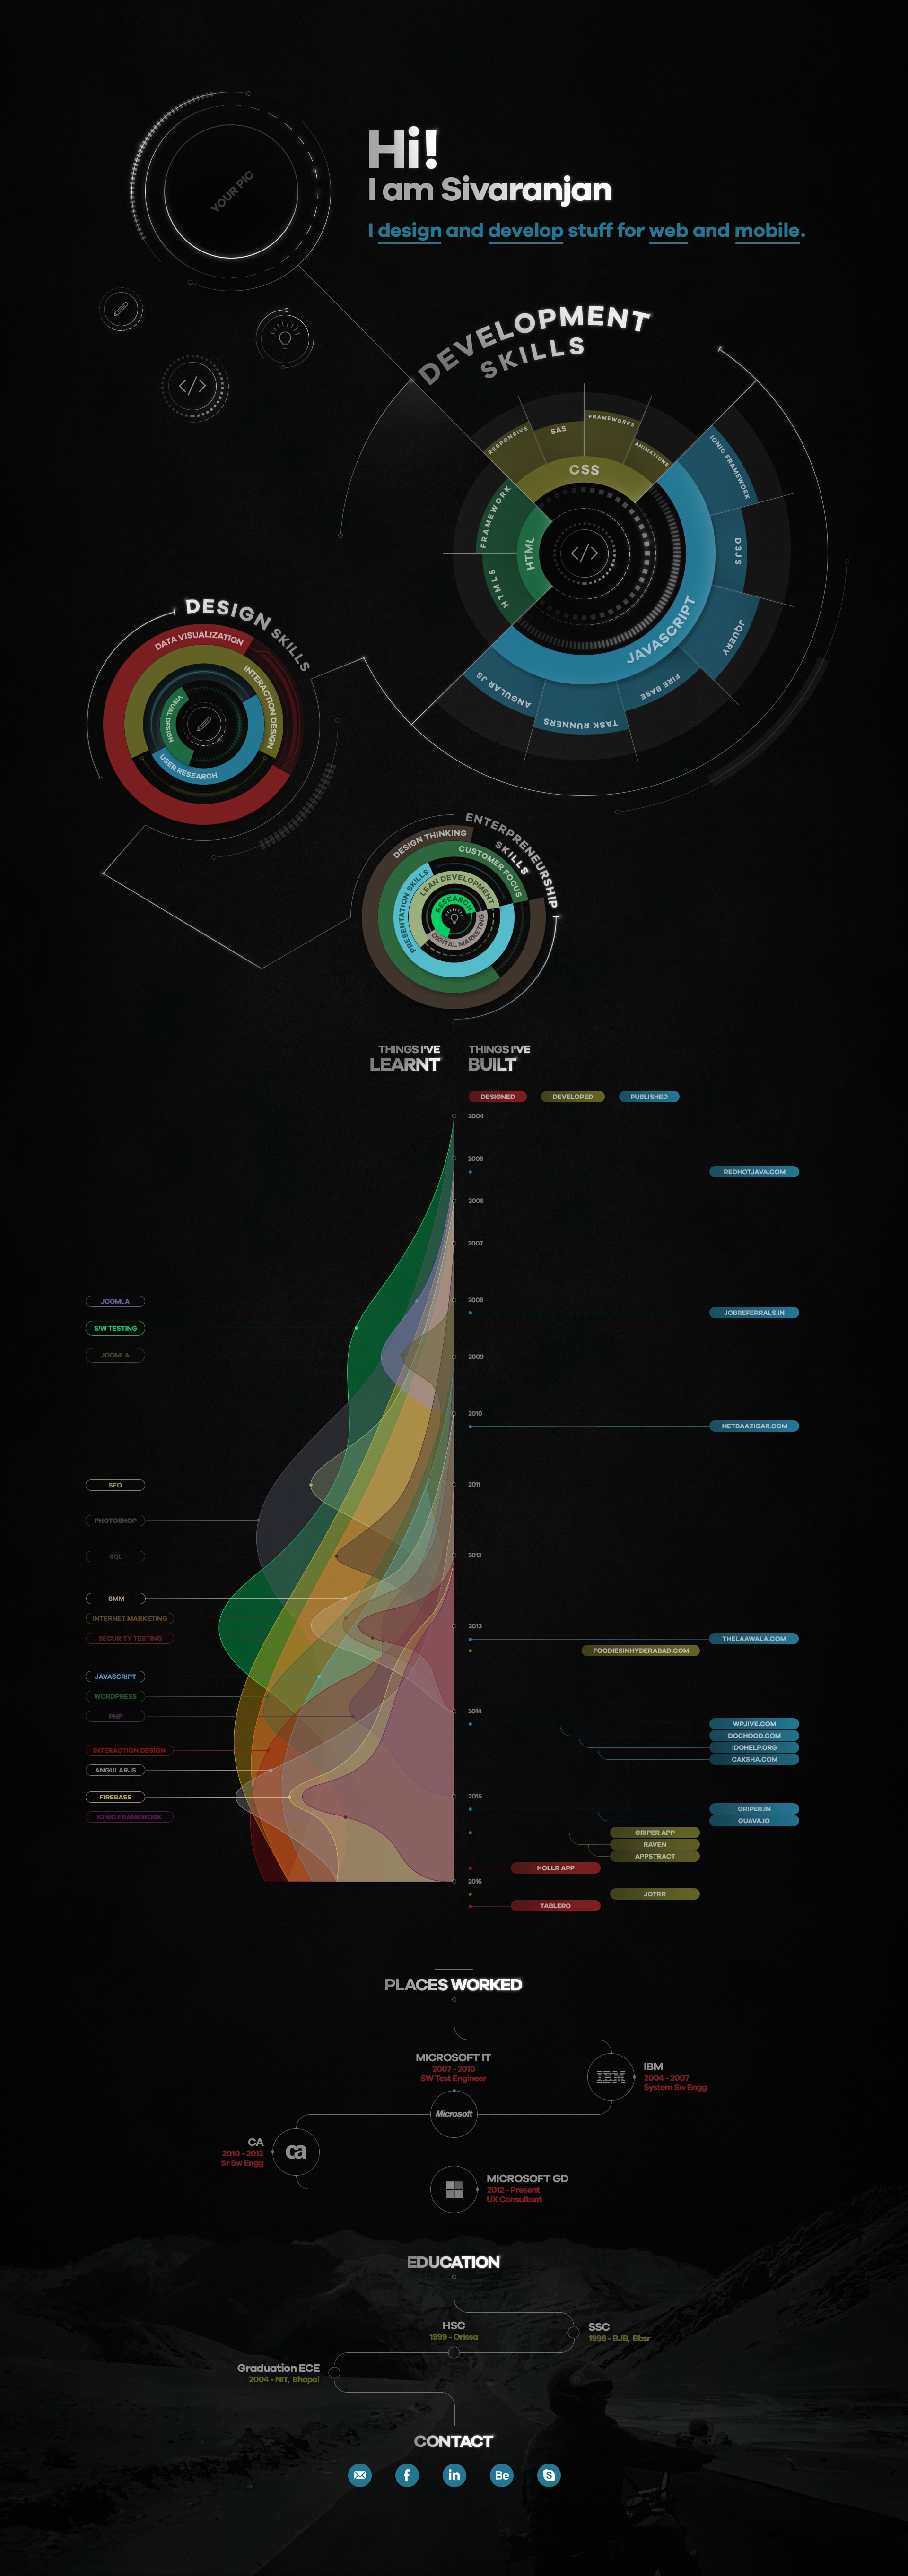 YOUR PIC
Hi!
I am Sivaranjan
I design and develop stuff for web and mobile.
DEVELOPMENT
SKILLS
RESPONSIVE
SAS
FRAMEWORKS
ANIMATIONS
CSS
FRAMEWORK
HTML 5
HTML
</>
</>
IONIC FRAMEWORK
D3JS
JQUERY
JAVASCRIPT
FIRE BASE
TASK RUNNERS
ANGULAR JS
DESIGN SKILLS
DATA VISUALIZATION
INTERACTION DESIGN
VISUAL DESIGN
USER RESEARCH
ENTERPRENEURSHIP
SKILLS
DESIGN THINKING
CUSTOMER FOCUS
PRESENTATION SKILLS
LEAN DEVELOPMENT
RESEARCH
DIGITAL MARKETING
THINGS I'VE
LEARNT
THINGS I'VE
BUILT
DESIGNED
DEVELOPED
PUBLISHED
2004
2005
REDHOTJAVA.COM
2006
2007
JOOMLA
2008
JOBREFERRALS.IN
S/W TESTING
JOOMLA
2009
2010
NETBAAZIGAR.COM
SEO
2011
PHOTOSHOP
SQL
2012
SMM
INTERNET MARKETING
2013
SECURITY TESTING
THELAAWALA.COM
FOODIESINHYDERABAD.COM
JAVASCRIPT
WORDPRESS
PHP
2014
WPJIVE.COM
DOCHOOD.COM
IDOHELP.ORG
CAKSHA.COM
INTERACTION DESIGN
ANGULARJS
FIREBASE
2015
GRIPER.IN
IONIC FRAMEWORK
GUAVA.IO
GRIPER APP
RAVEN
APPSTRACT
HOLLR APP
2016
JOTRR
TABLERO
PLACES WORKED
MICROSOFT IT
2007 - 2010
SW Test Engineer
IBM
IBM
2004 - 2007
System Sw Engg
Microsoft
CA
2010 - 2012
Sr Sw Engg
ca
MICROSOFT GD
2012 - Present
UX Consultant
EDUCATION
HSC
1999 - Orissa
SSC
1996 - BJB, Bbsr
Graduation ECE
2004 - NIT, Bhopal
CONTACT
f
in
Bē
S